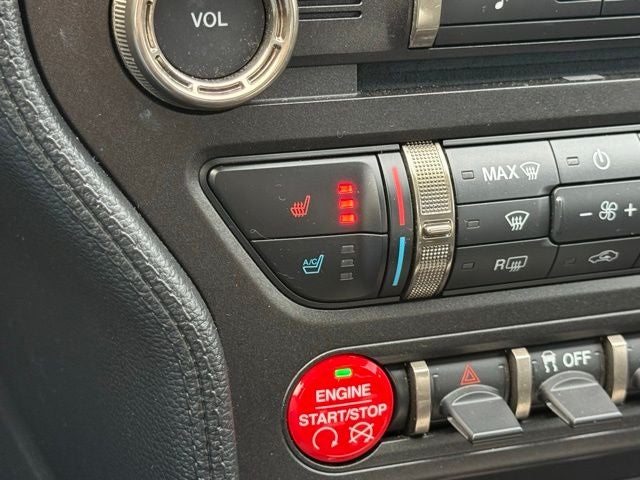 VOL
MAX
A/C
R
ENGINE
START/STOP
OFF